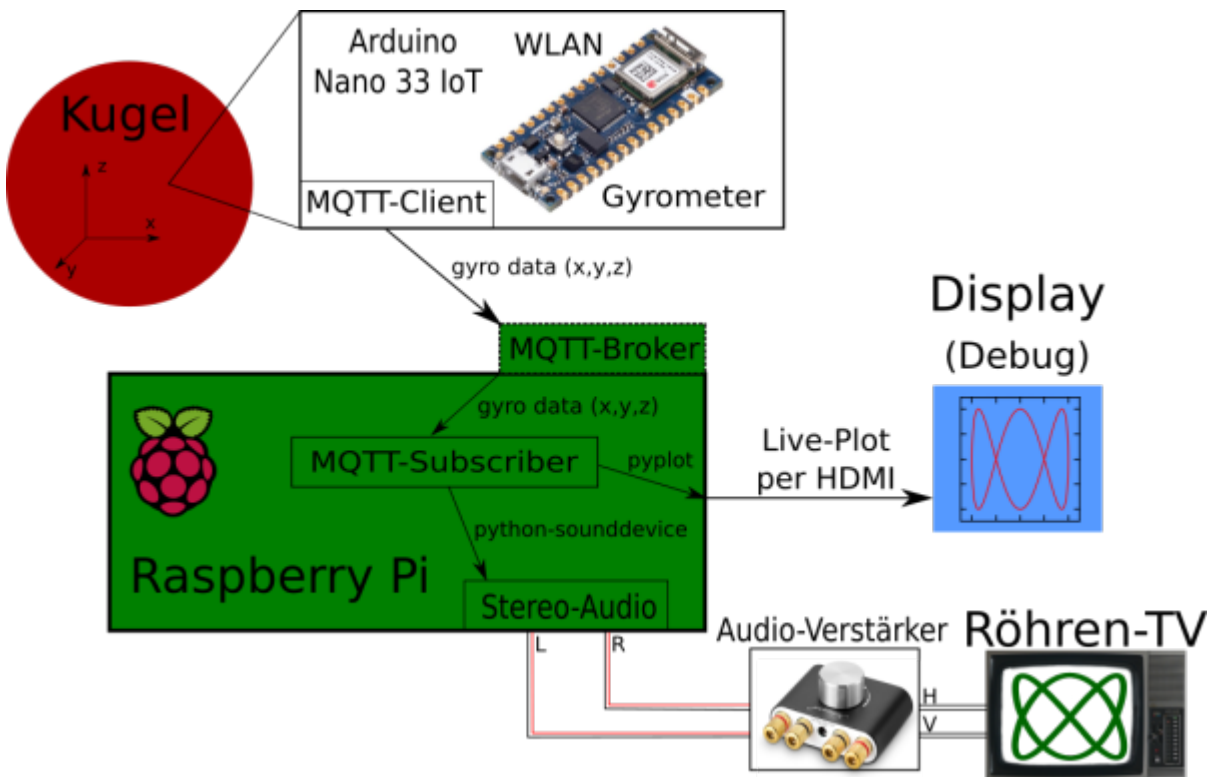 Kugel
z
x
y
Arduino
Nano 33 IoT
WLAN
MQTT-Client
Gyrometer
gyro data (x,y,z)
MQTT-Broker
gyro data (x,y,z)
MQTT-Subscriber
pyplot
python-sounddevice
Raspberry Pi
Stereo-Audio
Display
(Debug)
Live-Plot
per HDMI
L
R
Audio-Verstärker
Röhren-TV
H
V